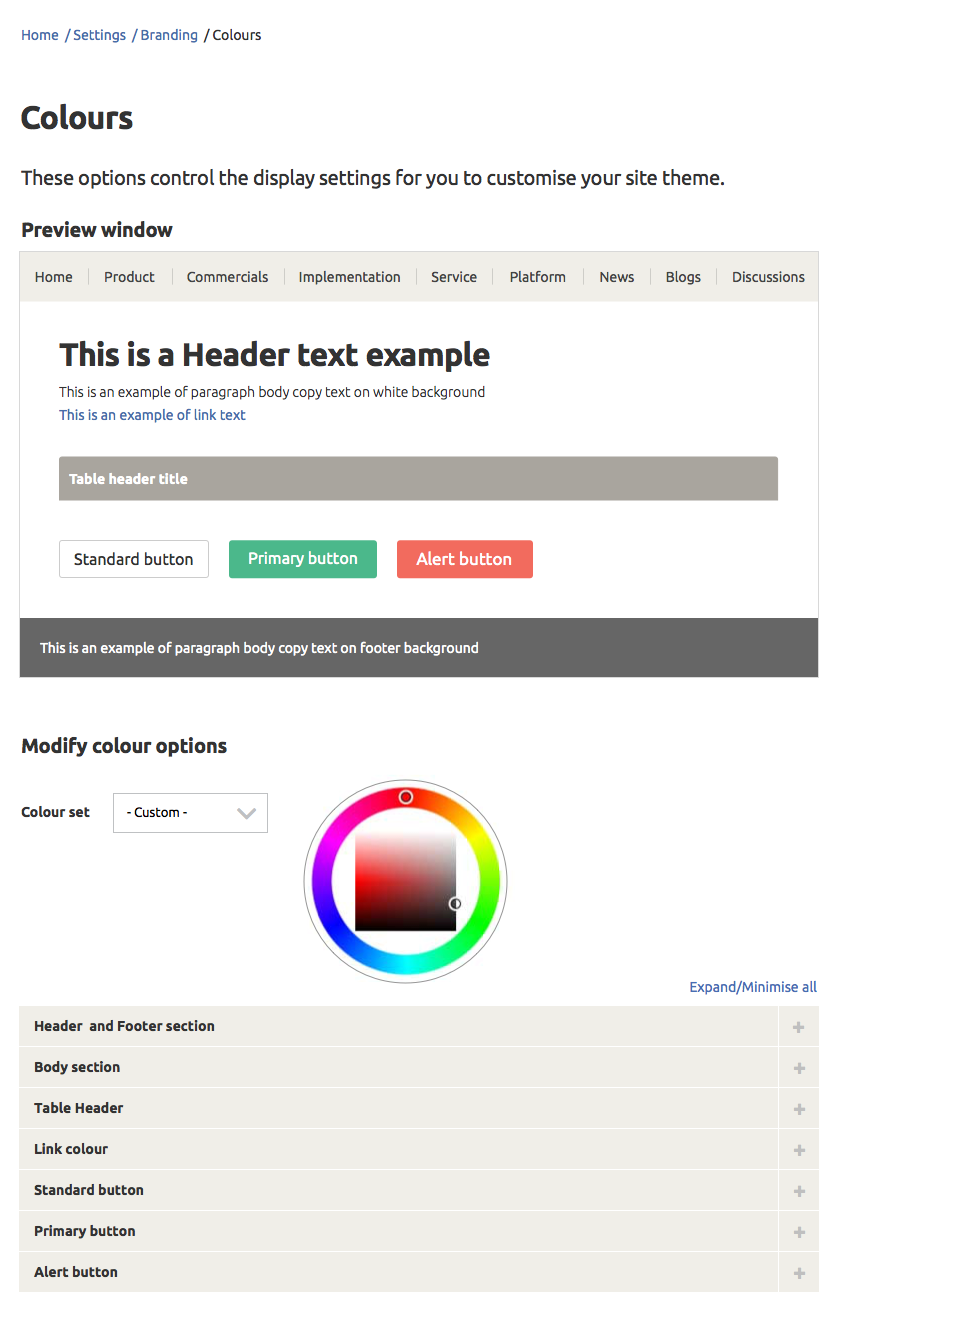 Home / Settings / Branding / Colours
Colours
These options control the display settings for you to customise your site theme.
Preview window
Home Product Commercials Implementation Service Platform News Blogs Discussions
This is a Header text example
This is an example of paragraph body copy text on white background
This is an example of link text
Table header title
Standard button Primary button Alert button
This is an example of paragraph body copy text on footer background
Modify colour options
Colour set - Custom -
Expand/Minimise all
Header and Footer section
Body section
Table Header
Link colour
Standard button
Primary button
Alert button